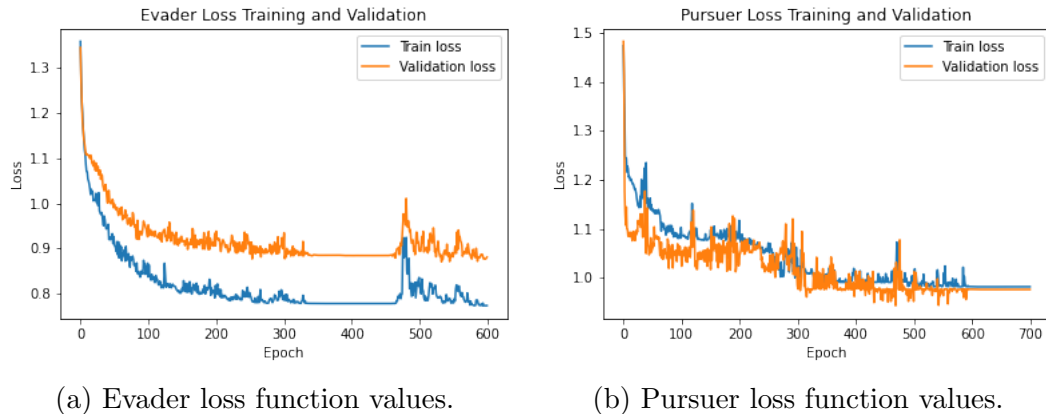 Evader Loss Training and Validation
Train loss
Validation loss
1.3
1.2
1.1
1.0
0.9
0.8
Loss
0 100 200 300 400 500 600
Epoch
(a) Evader loss function values.
Pursuer Loss Training and Validation
Train loss
Validation loss
1.5
1.4
1.3
1.2
1.1
1.0
Loss
0 100 200 300 400 500 600 700
Epoch
(b) Pursuer loss function values.